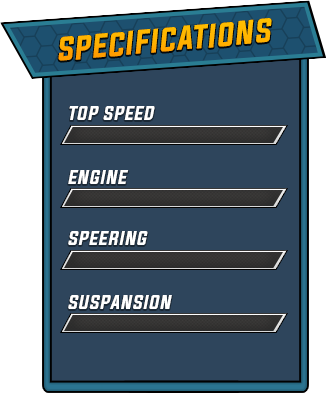 SPECIFICATIONS
TOP SPEED
ENGINE
SPEERING
SUSPANSION